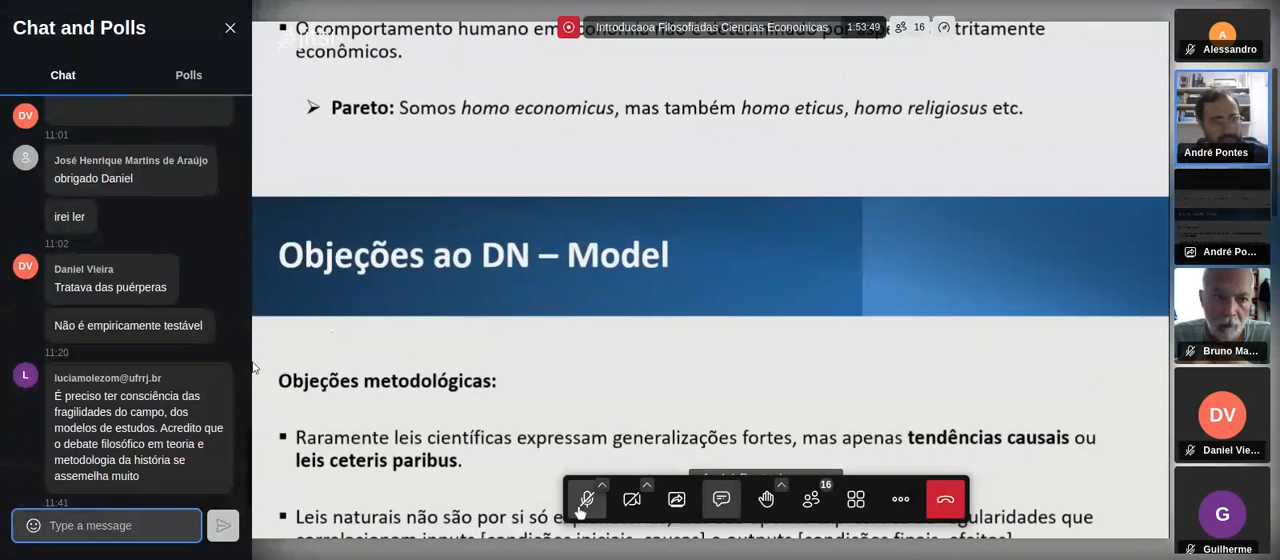 Chat and Polls
Chat
Polls
DV
11:01
José Henrique Martins de Araújo
obrigado Daniel
irei ler
11:02
DV
Daniel Vieira
Tratava das puérperas
Não é empiricamente testável
11:20
L
luciamolezom@ufrrj.br
É preciso ter consciência das
fragilidades do campo, dos
modelos de estudos. Acredito que
o debate filosófico em teoria e
metodologia da história se
assemelha muito
11:41
Type a message
Introducaoa Filosofiadas Ciencias Economicas
1:53:49
16
O comportamento humano em
tritamente
econômicos.
Pareto: Somos homo economicus, mas também homo eticus, homo religiosus etc.
Objeções ao DN – Model
Objeções metodológicas:
Raramente leis científicas expressam generalizações fortes, mas apenas tendências causais ou
leis ceteris paribus.
Leis naturais não são por si só
gularidades que
16
A
Alessandro
André Pontes
André Po...
Bruno Ma...
DV
Daniel Vie...
G
Guilherme